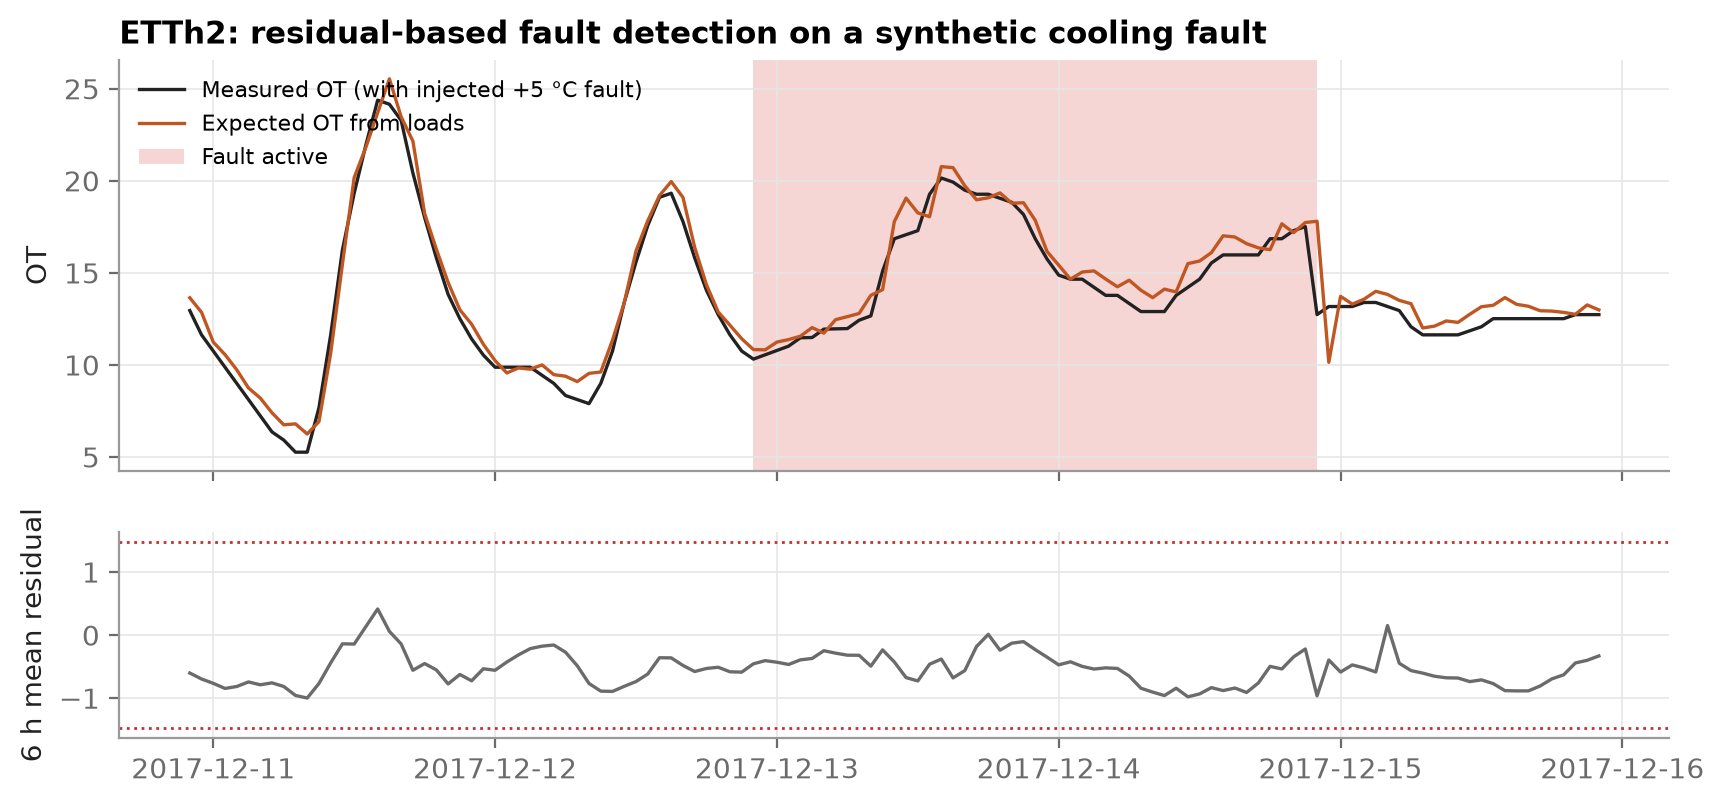 ETTh2: residual-based fault detection on a synthetic cooling fault
Measured OT (with injected +5 °C fault)
Expected OT from loads
Fault active
OT
25
20
15
10
5
6 h mean residual
1
0
−1
2017-12-11
2017-12-12
2017-12-13
2017-12-14
2017-12-15
2017-12-16